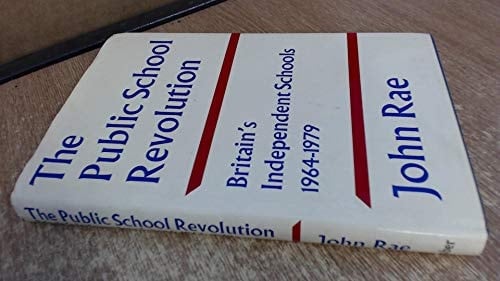 The
Public School
Revolution
Britain's
Independent Schools
1964-1979
John Rae
The Public School Revolution
John Rae